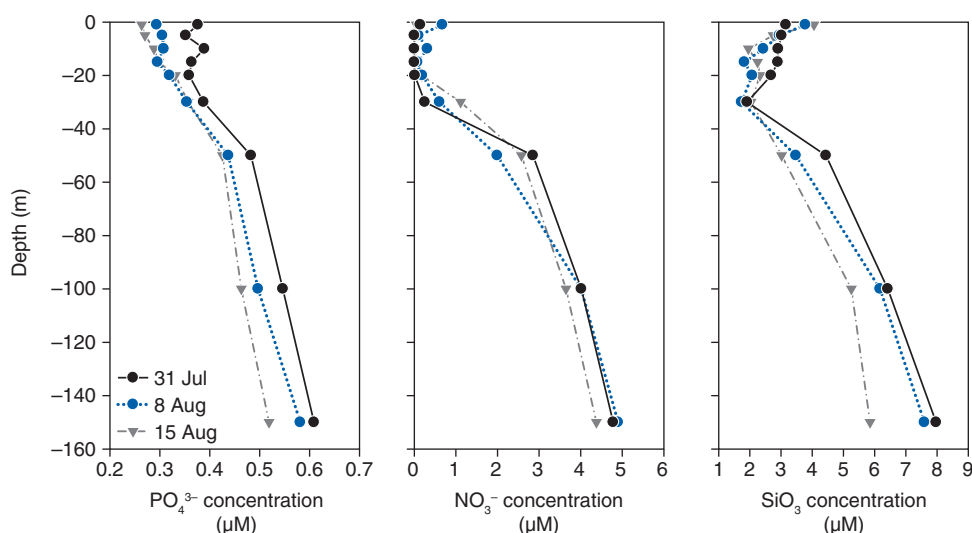 0
−20
−40
−60
−80
−100
−120
−140
−160
Depth (m)
31 Jul
8 Aug
15 Aug
0.2 0.3 0.4 0.5 0.6 0.7
PO₄³⁻ concentration
(µM)
0 1 2 3 4 5 6
NO₃⁻ concentration
(µM)
1 2 3 4 5 6 7 8 9
SiO₃ concentration
(µM)